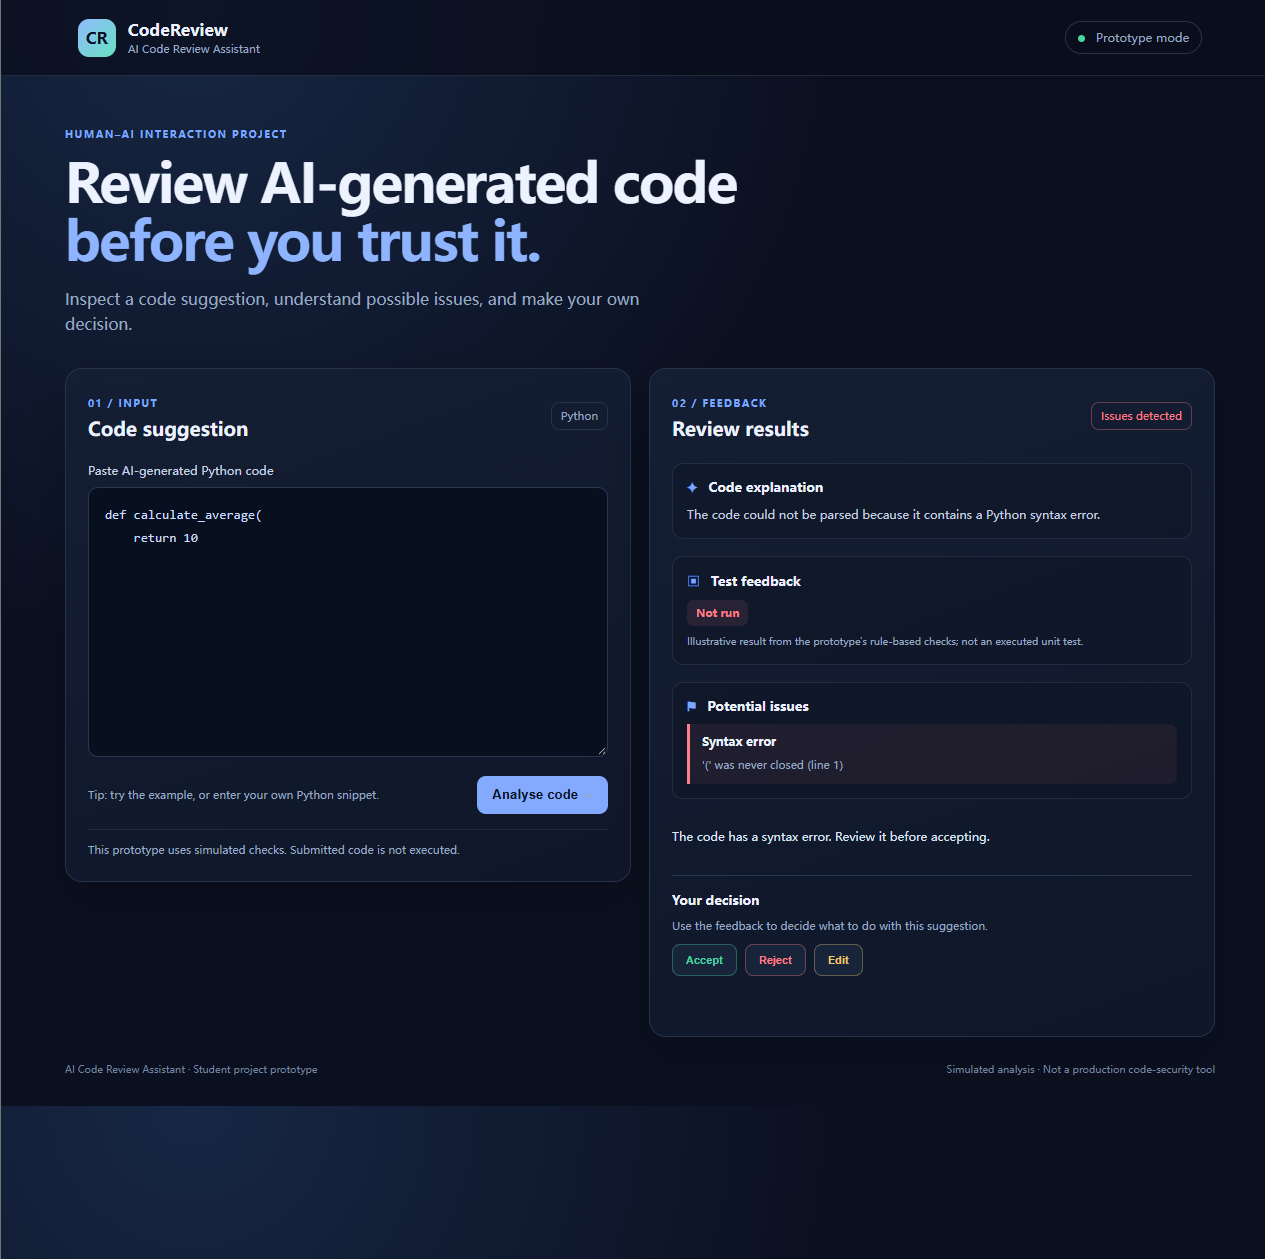 CR
CodeReview
AI Code Review Assistant
Prototype mode
HUMAN–AI INTERACTION PROJECT
Review AI-generated code
before you trust it.
Inspect a code suggestion, understand possible issues, and make your own
decision.
01 / INPUT
Code suggestion
Python
Paste AI-generated Python code
def calculate_average(
    return 10
Tip: try the example, or enter your own Python snippet.
Analyse code
This prototype uses simulated checks. Submitted code is not executed.
02 / FEEDBACK
Review results
Issues detected
Code explanation
The code could not be parsed because it contains a Python syntax error.
Test feedback
Not run
Illustrative result from the prototype's rule-based checks; not an executed unit test.
Potential issues
Syntax error
'(' was never closed (line 1)
The code has a syntax error. Review it before accepting.
Your decision
Use the feedback to decide what to do with this suggestion.
Accept
Reject
Edit
AI Code Review Assistant · Student project prototype
Simulated analysis · Not a production code-security tool